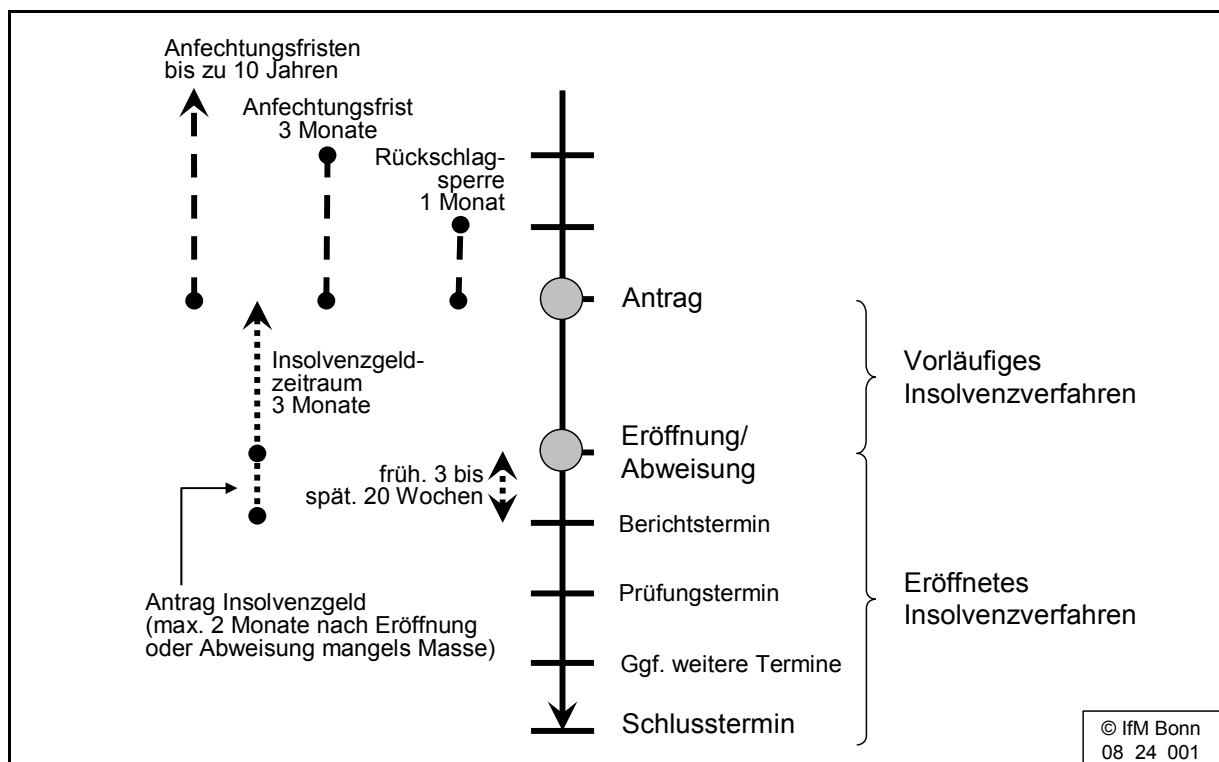 Anfechtungsfristen
bis zu 10 Jahren
Anfechtungsfrist
3 Monate
Rückschlag-
sperre
1 Monat
Antrag
Vorläufiges
Insolvenzverfahren
Insolvenzgeld-
zeitraum
3 Monate
Eröffnung/
Abweisung
früh. 3 bis
spät. 20 Wochen
Berichtstermin
Prüfungstermin
Eröffnetes
Insolvenzverfahren
Antrag Insolvenzgeld
(max. 2 Monate nach Eröffnung
oder Abweisung mangels Masse)
Ggf. weitere Termine
Schlusstermin
© IfM Bonn
08 24 001